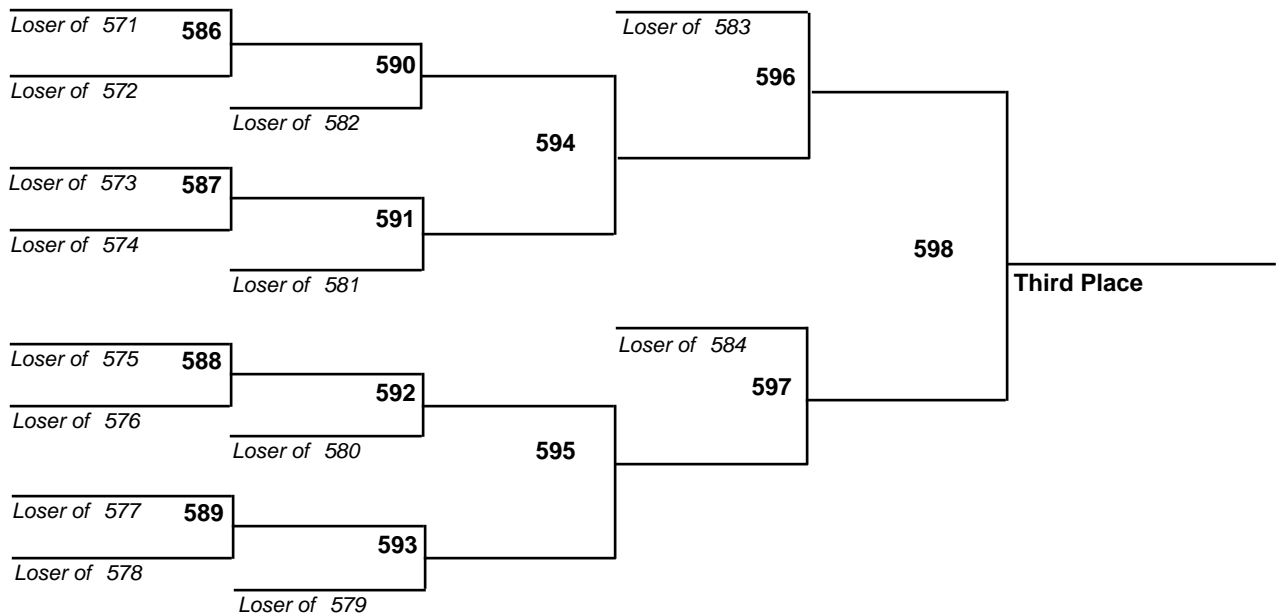 Loser of 571
586
Loser of 572
590
Loser of 582
Loser of 573
587
Loser of 574
591
Loser of 581
594
Loser of 583
596
Loser of 575
588
Loser of 576
592
Loser of 580
Loser of 577
589
Loser of 578
593
Loser of 579
595
Loser of 584
597
598
Third Place